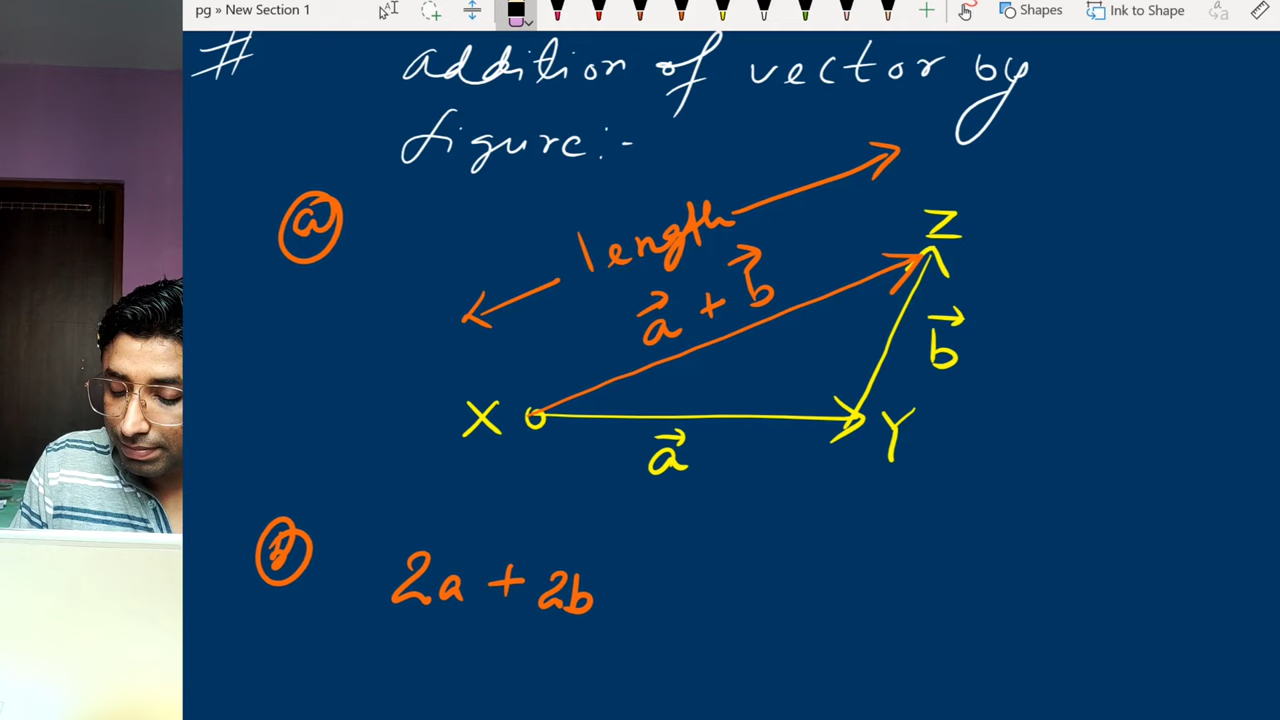 pg » New Section 1
Shapes
Ink to Shape
# addition of vector by
figure:-
a
length
Z
a⃗ + b⃗
b⃗
X
Y
a⃗
2a + 2b